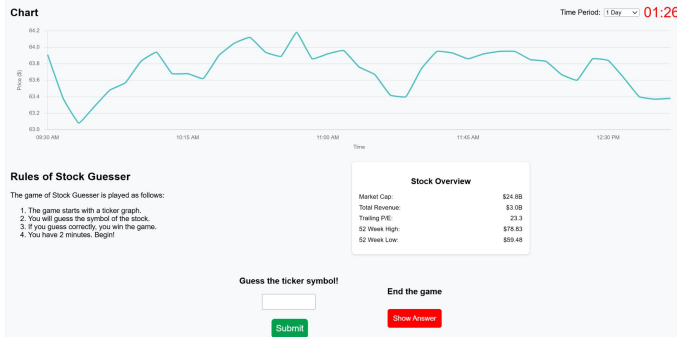 Chart
Time Period: 1 Day 01:26
64.2
64.0
63.8
63.6
63.4
63.2
63.0
Price ($)
09:30 AM 10:15 AM 11:00 AM 11:45 AM 12:30 PM
Time
Rules of Stock Guesser
The game of Stock Guesser is played as follows:
1. The game starts with a ticker graph.
2. You will guess the symbol of the stock.
3. If you guess correctly, you win the game.
4. You have 2 minutes. Begin!
Stock Overview
Market Cap: $24.8B
Total Revenue: $3.0B
Trailing P/E: 23.3
52 Week High: $78.83
52 Week Low: $59.48
Guess the ticker symbol!
Submit
End the game
Show Answer